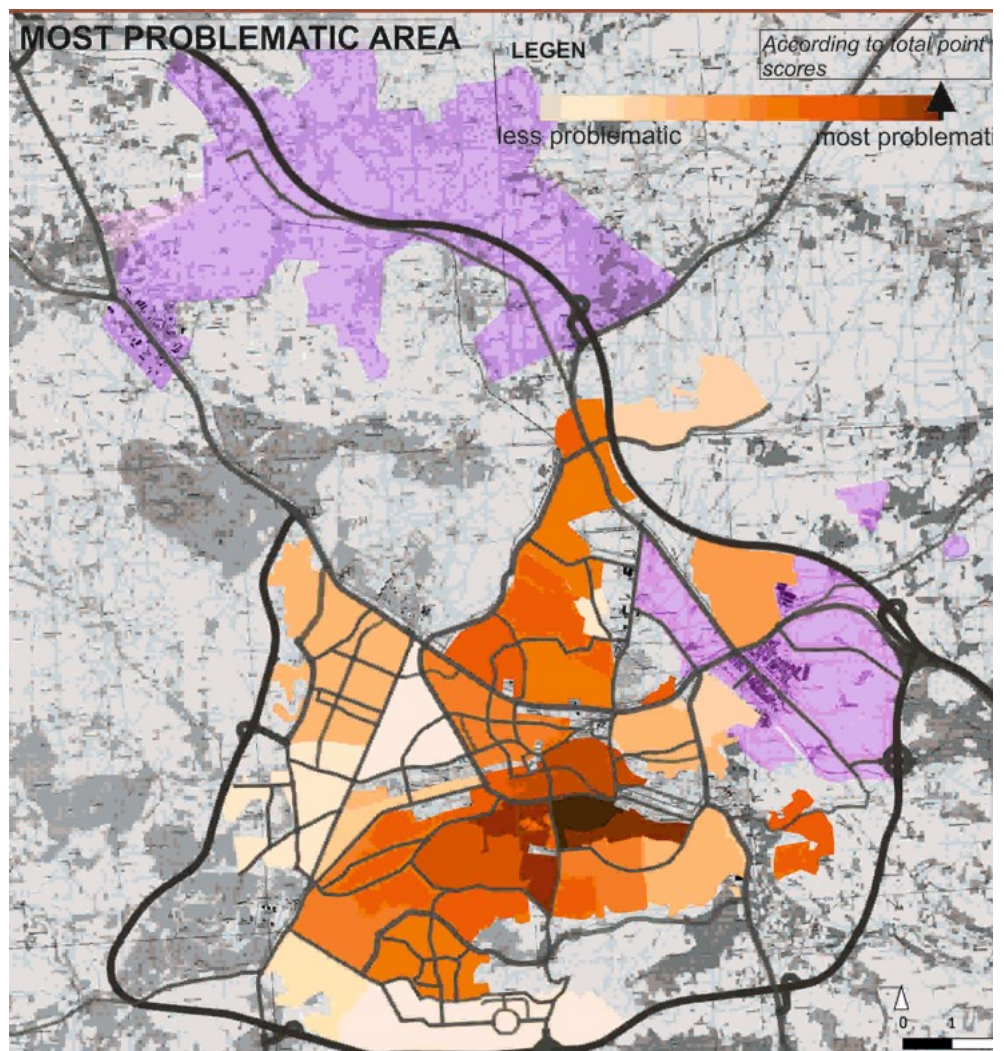 MOST PROBLEMATIC AREA
LEGEN
According to total point
scores
less problematic
most problemati
0
1